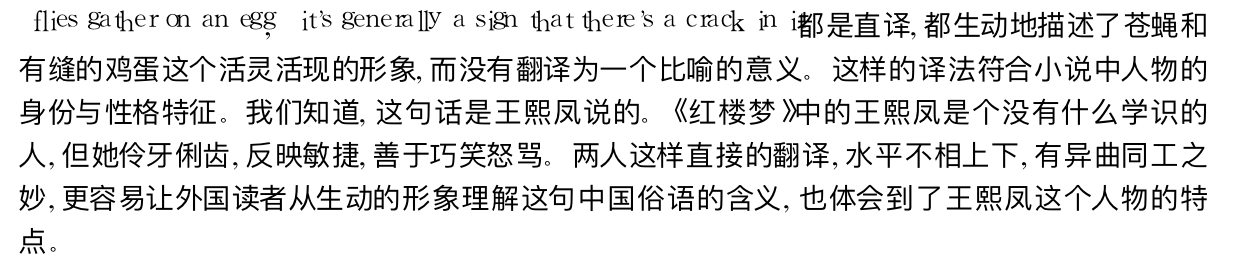 flies gather on an egg, it's generally a sign that there's a crack in i都是直译, 都生动地描述了苍蝇和
有缝的鸡蛋这个活灵活现的形象, 而没有翻译为一个比喻的意义。这样的译法符合小说中人物的
身份与性格特征。我们知道, 这句话是王熙凤说的。《红楼梦》中的王熙凤是个没有什么学识的
人, 但她伶牙俐齿, 反映敏捷, 善于巧笑怒骂。两人这样直接的翻译, 水平不相上下, 有异曲同工之
妙, 更容易让外国读者从生动的形象理解这句中国俗语的含义, 也体会到了王熙凤这个人物的特
点。